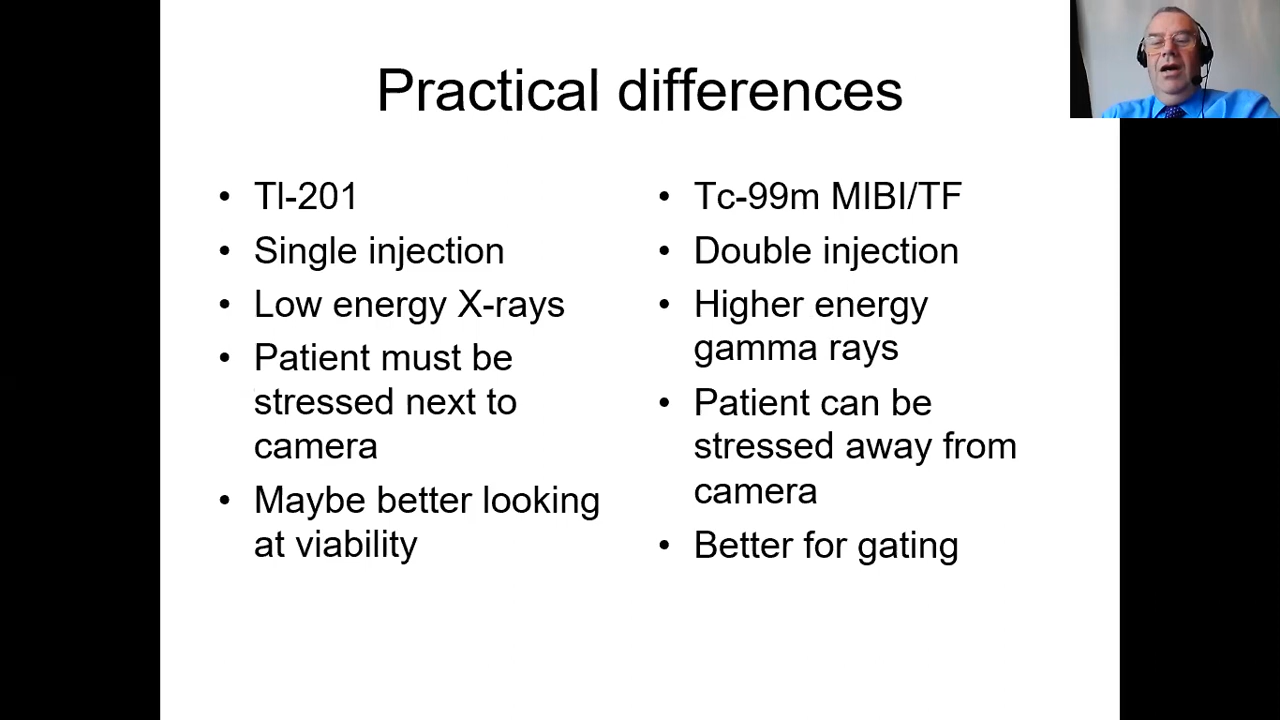 Practical differences
• Tl-201
• Single injection
• Low energy X-rays
• Patient must be
stressed next to
camera
• Maybe better looking
at viability
• Tc-99m MIBI/TF
• Double injection
• Higher energy
gamma rays
• Patient can be
stressed away from
camera
• Better for gating